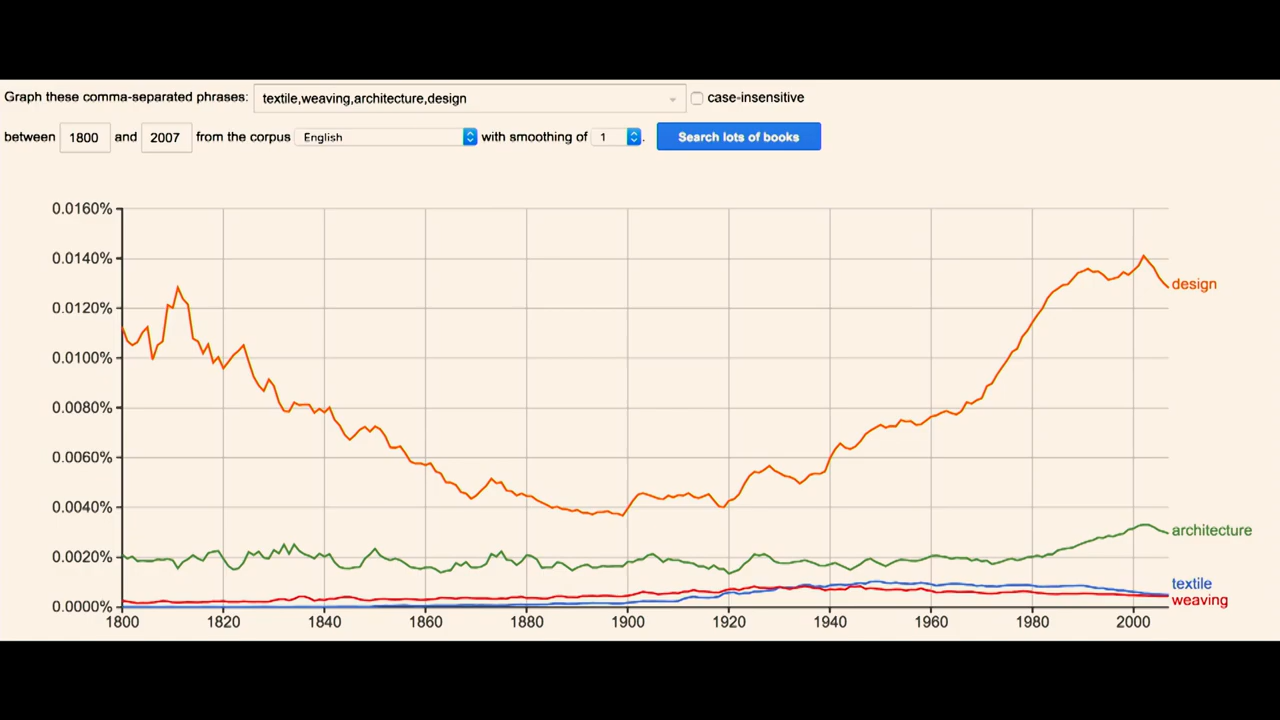 Graph these comma-separated phrases: textile,weaving,architecture,design case-insensitive
between 1800 and 2007 from the corpus English with smoothing of 1 . Search lots of books
0.0160%
0.0140%
0.0120%
0.0100%
0.0080%
0.0060%
0.0040%
0.0020%
0.0000%
design
architecture
textile
weaving
1800 1820 1840 1860 1880 1900 1920 1940 1960 1980 2000